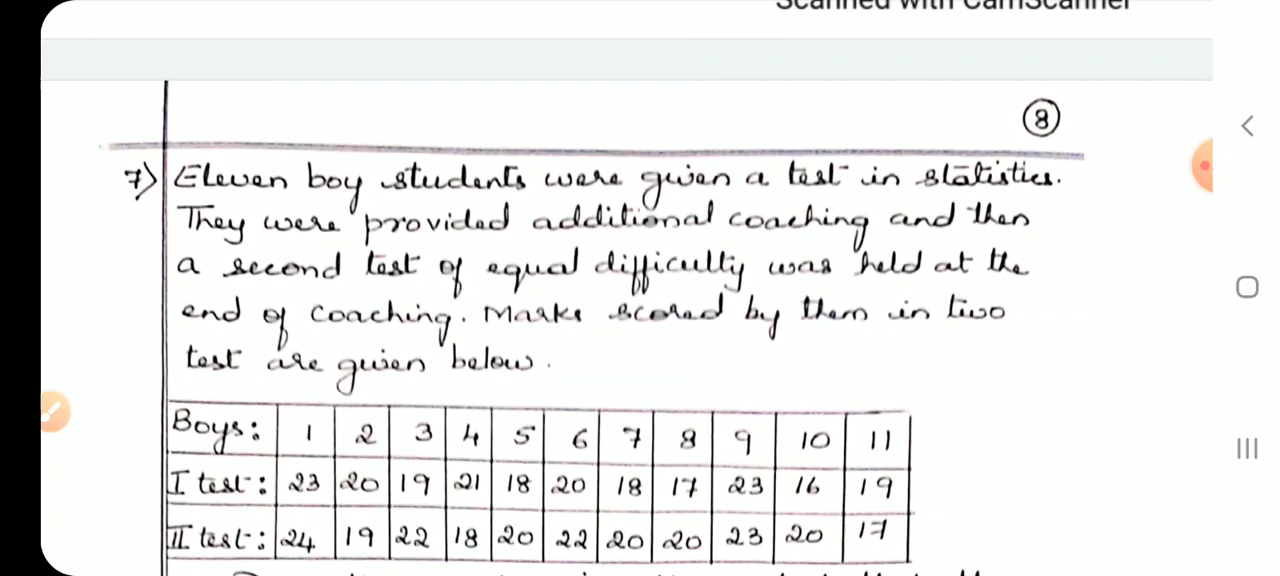 Scanned with CamScanner
8
7) Eleven boy students were given a test in statistics.
They were provided additional coaching and then
a second test of equal difficulty was held at the
end of coaching. Marks scored by them in two
test are given below.
Boys: 1 2 3 4 5 6 7 8 9 10 11
I test: 23 20 19 21 18 20 18 17 23 16 19
II test: 24 19 22 18 20 22 20 20 23 20 17